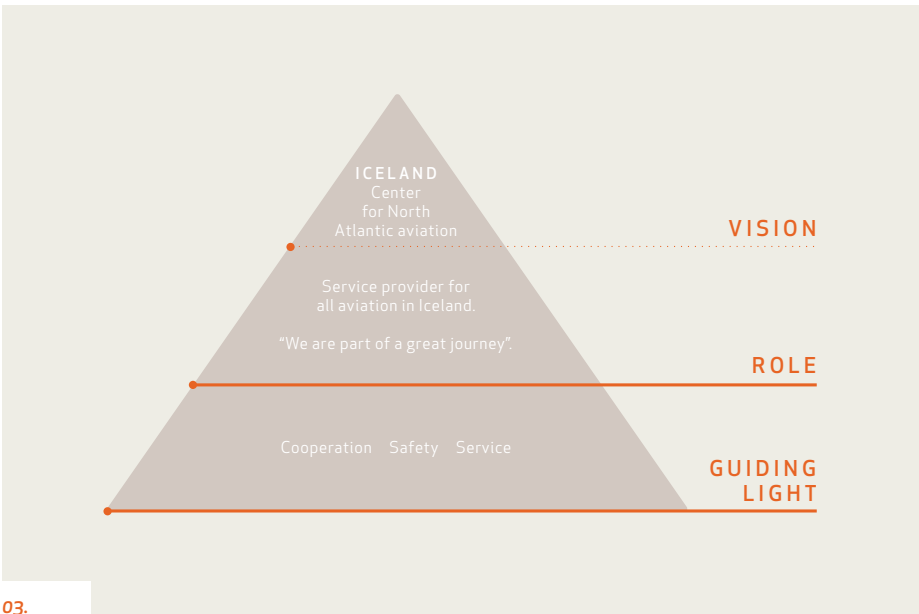 ICELAND
Center
for North
Atlantic aviation
VISION
Service provider for
all aviation in Iceland.
“We are part of a great journey”.
ROLE
Cooperation Safety Service
GUIDING
LIGHT
03.